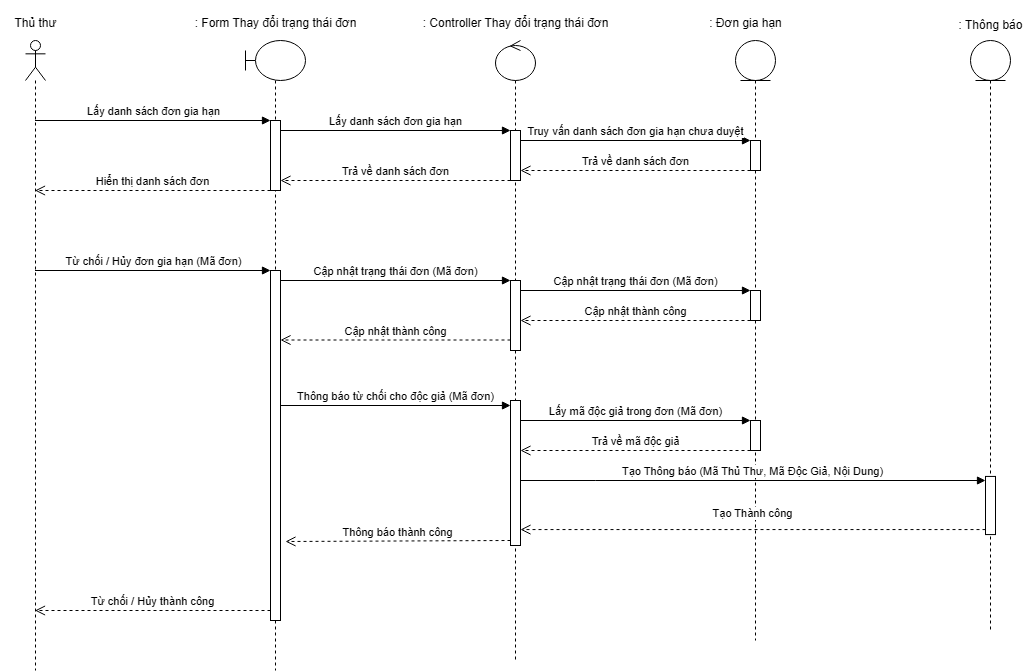 Thủ thư
: Form Thay đổi trạng thái đơn
: Controller Thay đổi trạng thái đơn
: Đơn gia hạn
: Thông báo
Lấy danh sách đơn gia hạn
Lấy danh sách đơn gia hạn
Truy vấn danh sách đơn gia hạn chưa duyệt
Trả về danh sách đơn
Trả về danh sách đơn
Hiển thị danh sách đơn
Từ chối / Hủy đơn gia hạn (Mã đơn)
Cập nhật trạng thái đơn (Mã đơn)
Cập nhật trạng thái đơn (Mã đơn)
Cập nhật thành công
Cập nhật thành công
Thông báo từ chối cho độc giả (Mã đơn)
Lấy mã độc giả trong đơn (Mã đơn)
Trả về mã độc giả
Tạo Thông báo (Mã Thủ Thư, Mã Độc Giả, Nội Dung)
Tạo Thành công
Thông báo thành công
Từ chối / Hủy thành công